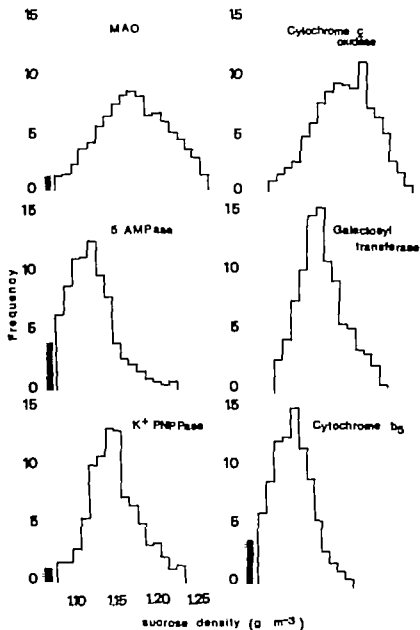 MAO
Cytochrome c oxidase
15
10
5
0
15
10
5
0
5 AMPase
Galactosyl transferase
15
10
5
0
15
10
5
0
Frequency
K+ PNPPase
Cytochrome b5
15
10
5
0
15
10
5
0
1.10 1.15 1.20 1.25
sucrose density (g m-3)